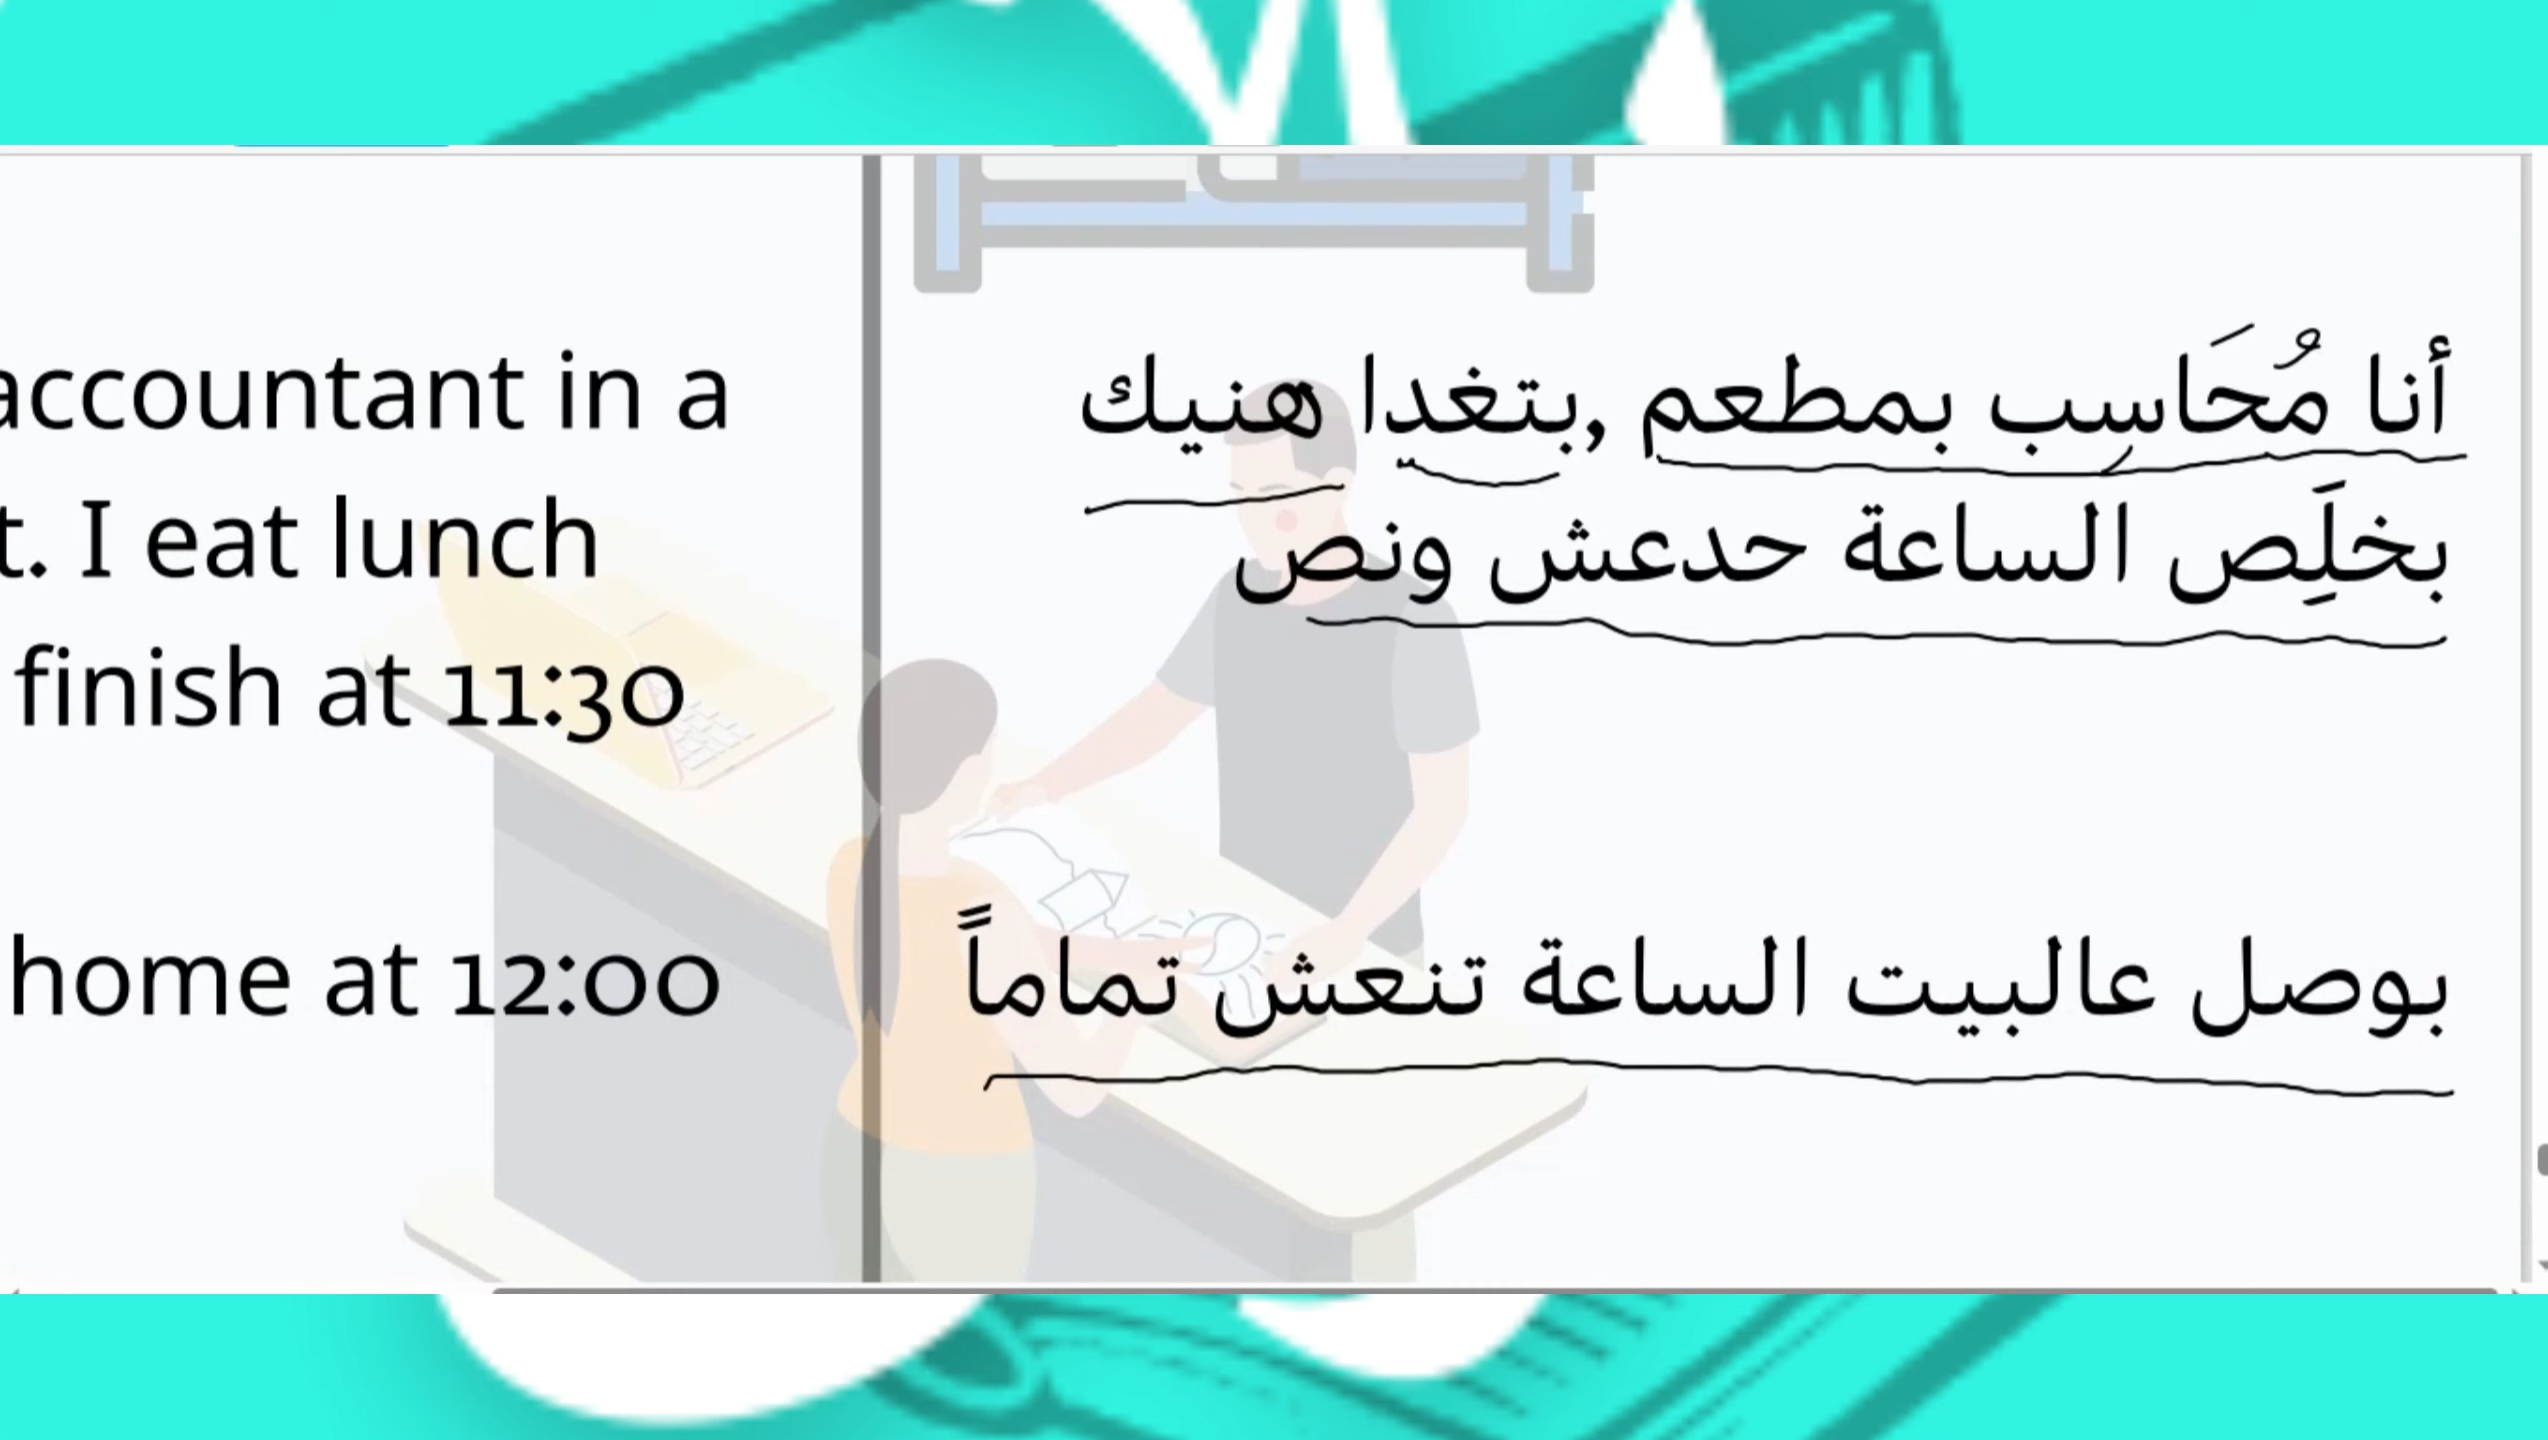 accountant in a
t. I eat lunch
finish at 11:30
home at 12:00
أنا مُحَاسِب بمطعم ,بتغدا هنيك
بخلَِص الساعة حدعش ونص
بوصل عالبيت الساعة تنعش تماماً